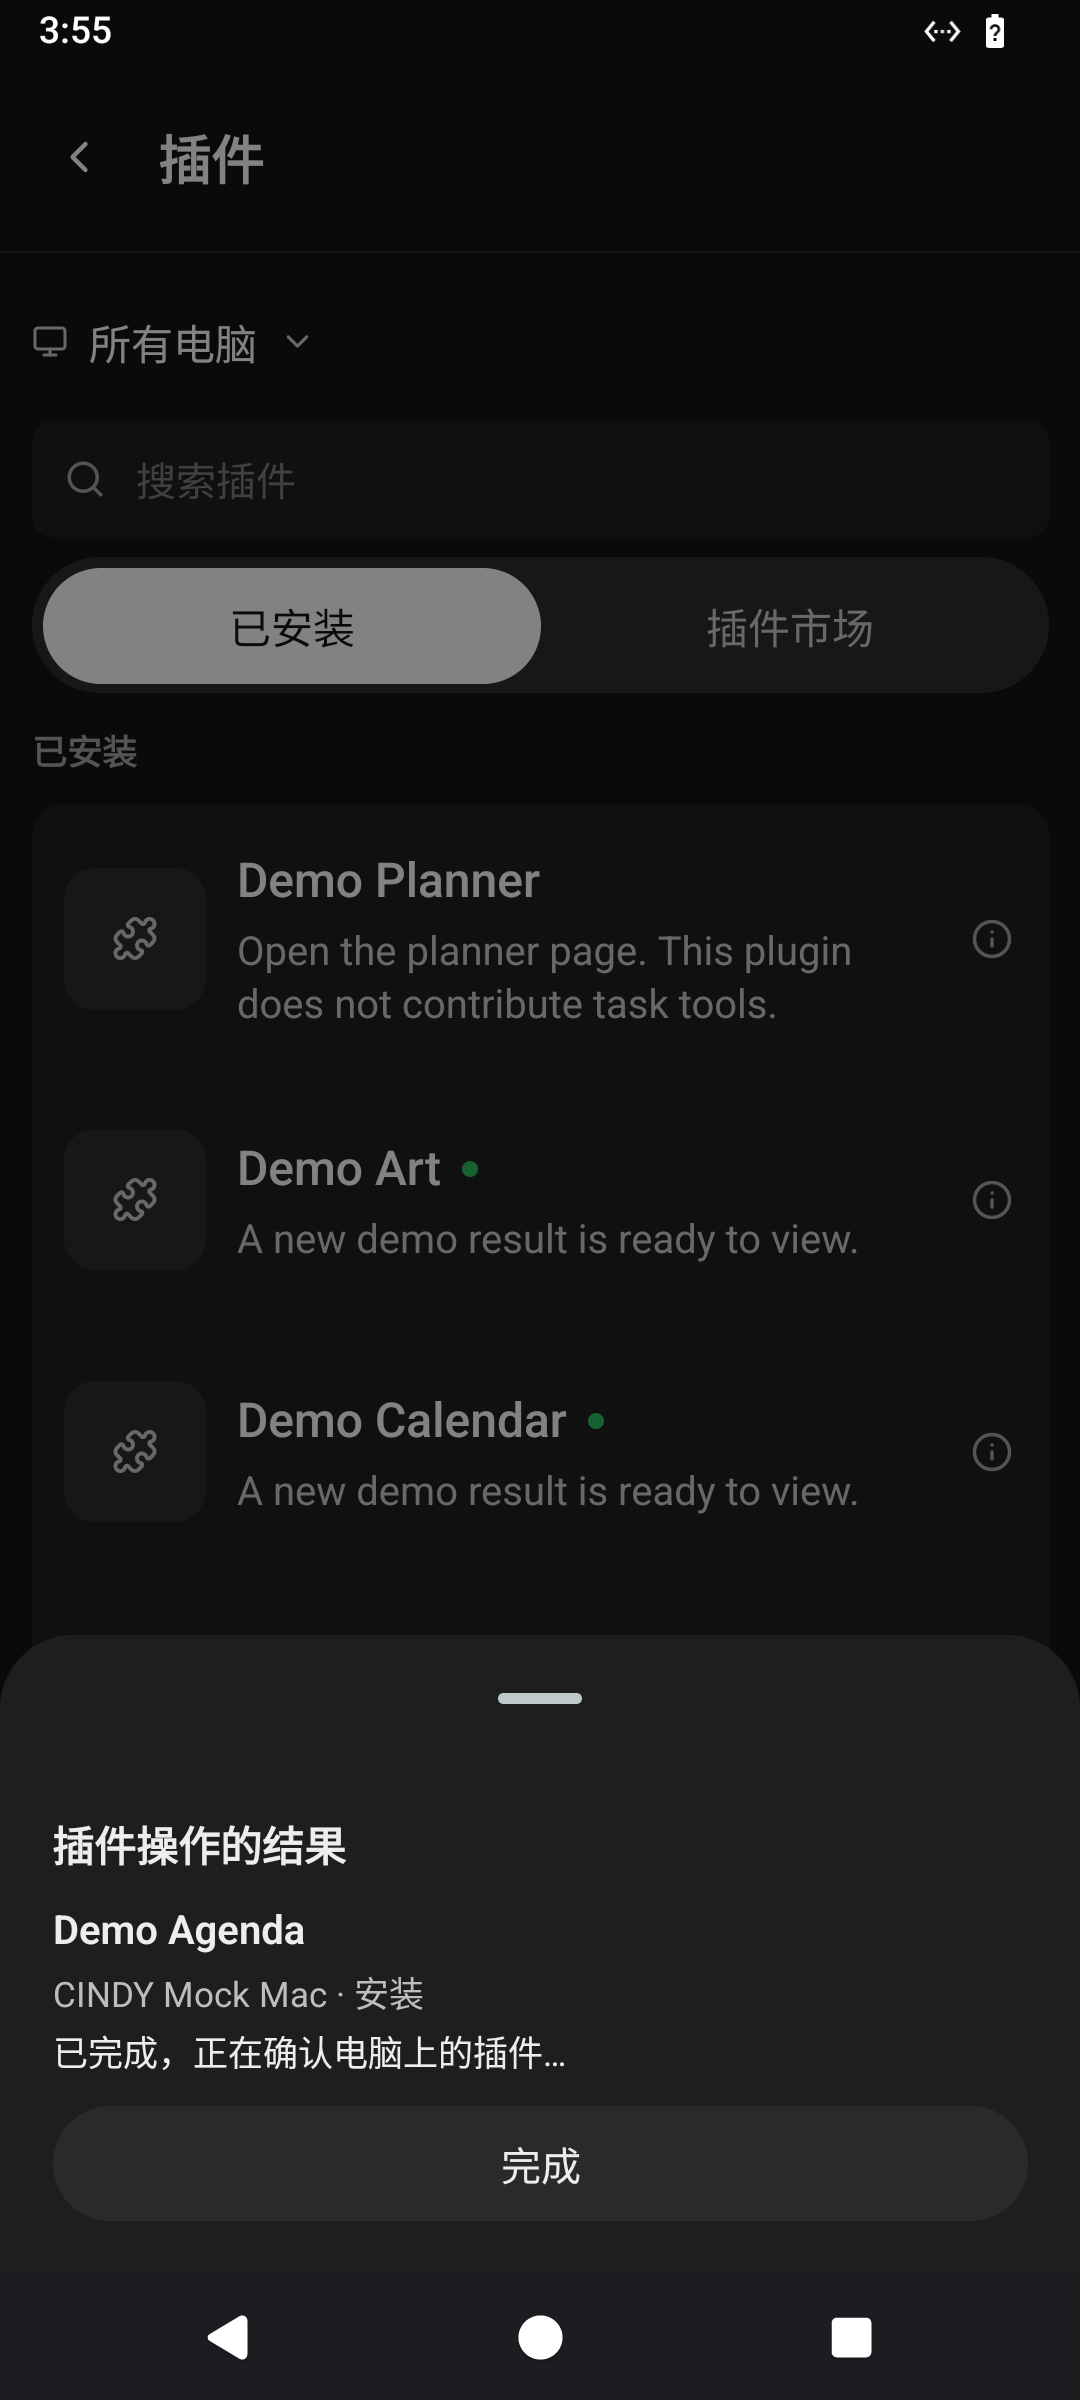 3:55
插件
所有电脑
搜索插件
已安装
插件市场
已安装
Demo Planner
Open the planner page. This plugin
does not contribute task tools.
Demo Art
A new demo result is ready to view.
Demo Calendar
A new demo result is ready to view.
插件操作的结果
Demo Agenda
CINDY Mock Mac · 安装
已完成，正在确认电脑上的插件…
完成